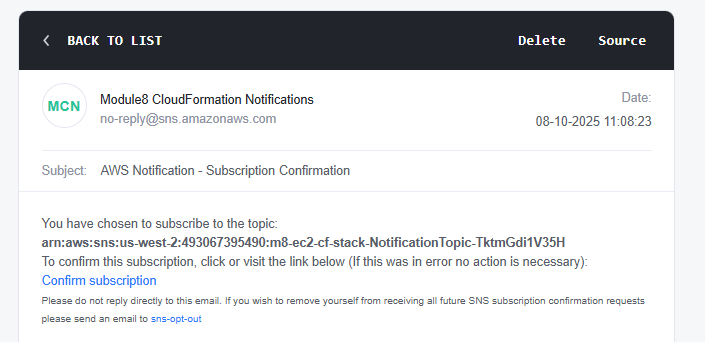 BACK TO LIST Delete Source
MCN
Module8 CloudFormation Notifications
no-reply@sns.amazonaws.com
Date:
08-10-2025 11:08:23
Subject: AWS Notification - Subscription Confirmation
You have chosen to subscribe to the topic:
arn:aws:sns:us-west-2:493067395490:m8-ec2-cf-stack-NotificationTopic-TktmGdi1V35H
To confirm this subscription, click or visit the link below (If this was in error no action is necessary):
Confirm subscription
Please do not reply directly to this email. If you wish to remove yourself from receiving all future SNS subscription confirmation requests
please send an email to sns-opt-out